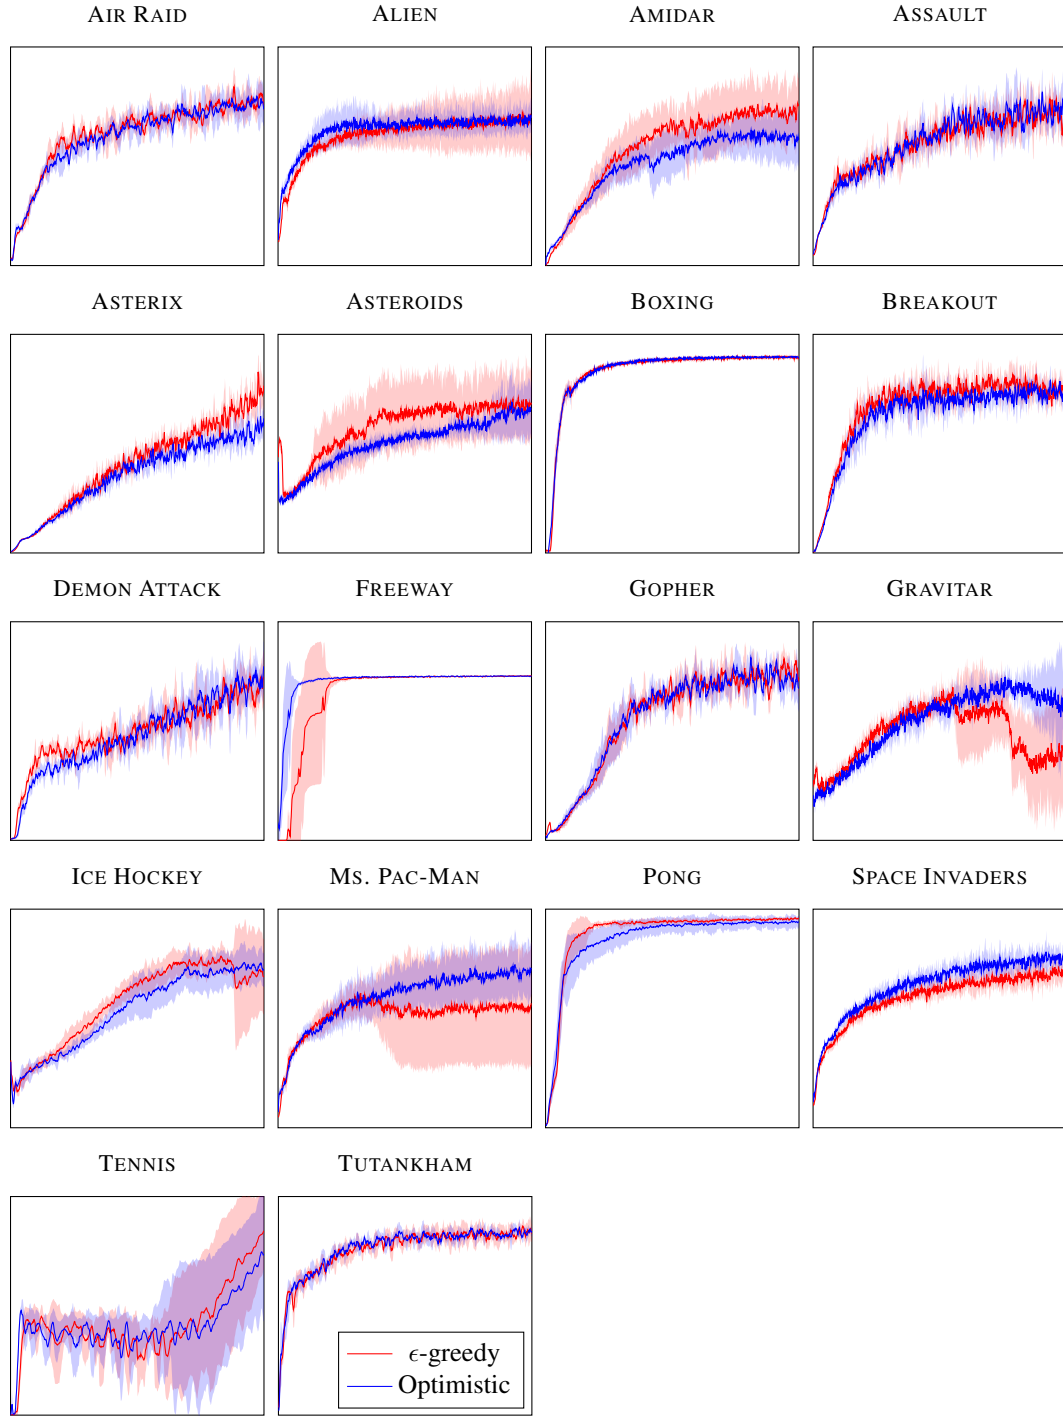 AIR RAID
ALIEN
AMIDAR
ASSAULT
ASTERIX
ASTEROIDS
BOXING
BREAKOUT
DEMON ATTACK
FREEWAY
GOPHER
GRAVITAR
ICE HOCKEY
MS. PAC-MAN
PONG
SPACE INVADERS
TENNIS
TUTANKHAM
ϵ-greedy
Optimistic